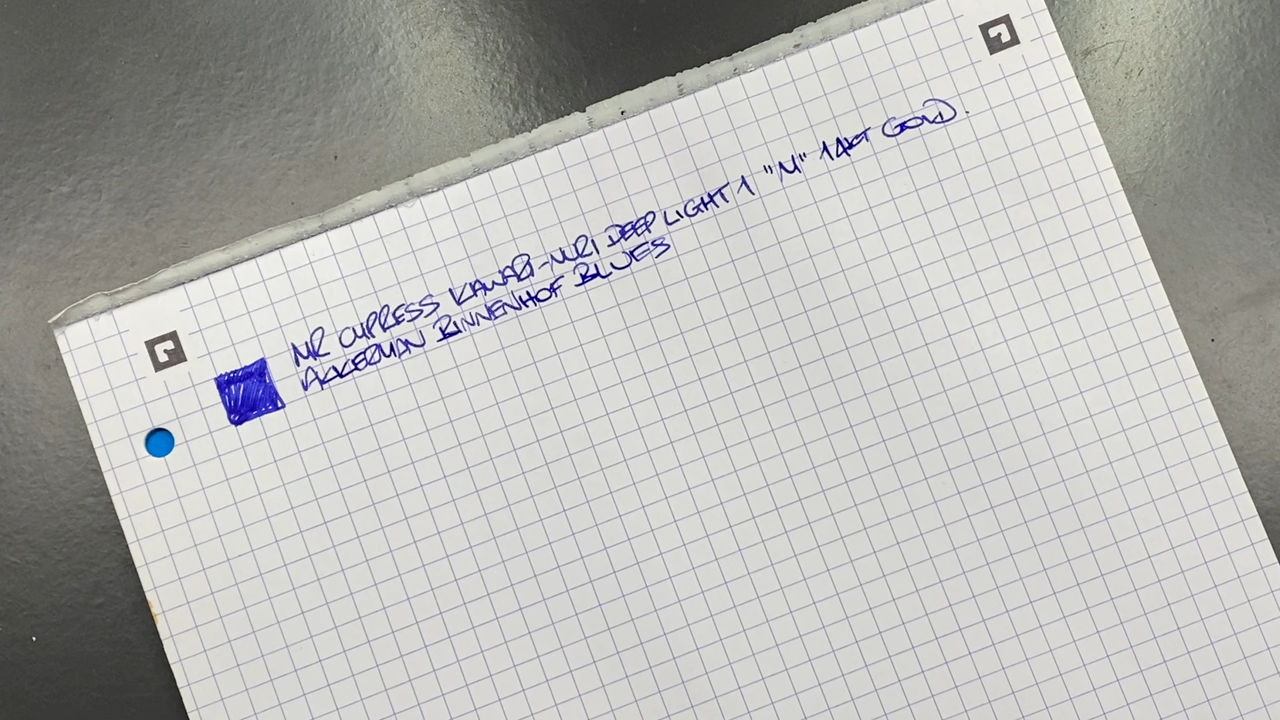 MR CYPRESS KAWARI-NURI DEEP LIGHT 1 "M" 14KT GOLD.
AKKERMAN BINNENHOF BLUES